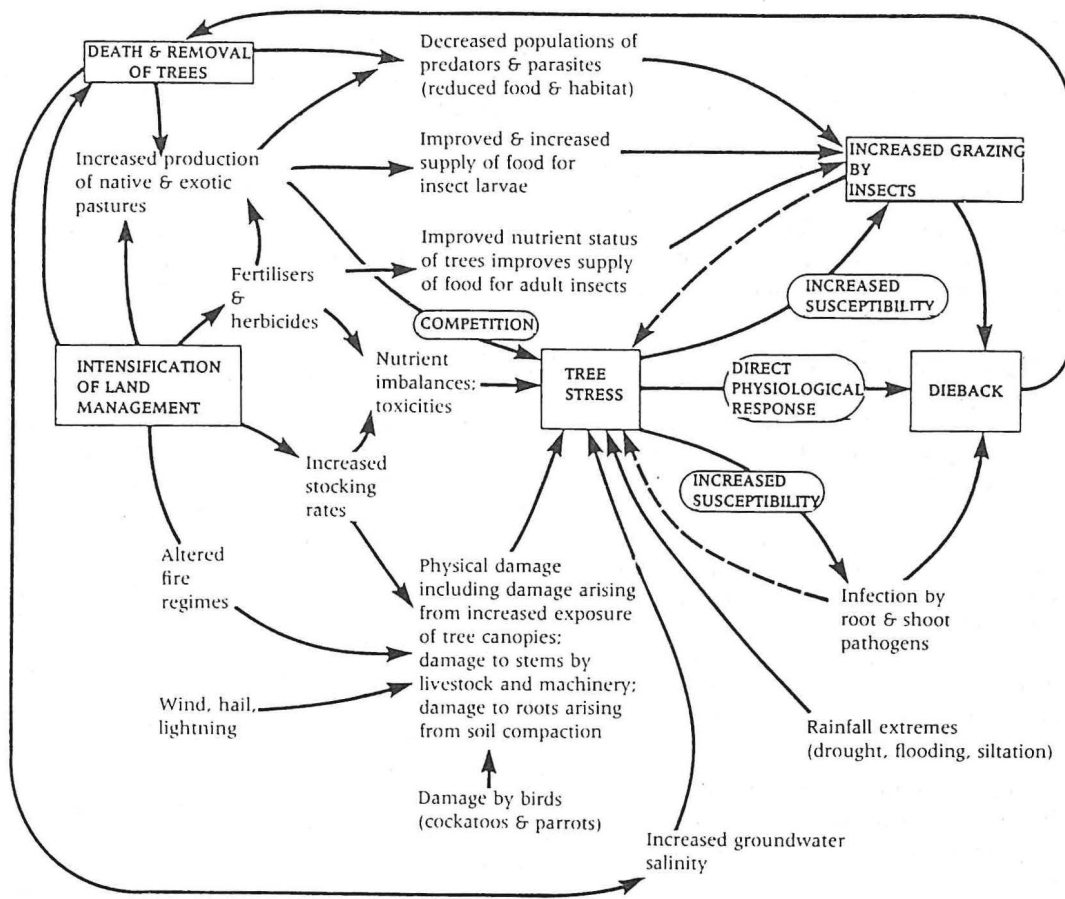 DEATH & REMOVAL
OF TREES
Decreased populations of
predators & parasites
(reduced food & habitat)
Increased production
of native & exotic
pastures
Improved & increased
supply of food for
insect larvae
INCREASED GRAZING
BY
INSECTS
Fertilisers
&
herbicides
Improved nutrient status
of trees improves supply
of food for adult insects
INCREASED
SUSCEPTIBILITY
COMPETITION
INTENSIFICATION
OF LAND
MANAGEMENT
Nutrient
imbalances;
toxicities
TREE
STRESS
DIRECT
PHYSIOLOGICAL
RESPONSE
DIEBACK
Increased
stocking
rates
INCREASED
SUSCEPTIBILITY
Altered
fire
regimes
Physical damage
including damage arising
from increased exposure
of tree canopies;
damage to stems by
livestock and machinery;
damage to roots arising
from soil compaction
Infection by
root & shoot
pathogens
Wind, hail,
lightning
Rainfall extremes
(drought, flooding, siltation)
Damage by birds
(cockatoos & parrots)
Increased groundwater
salinity